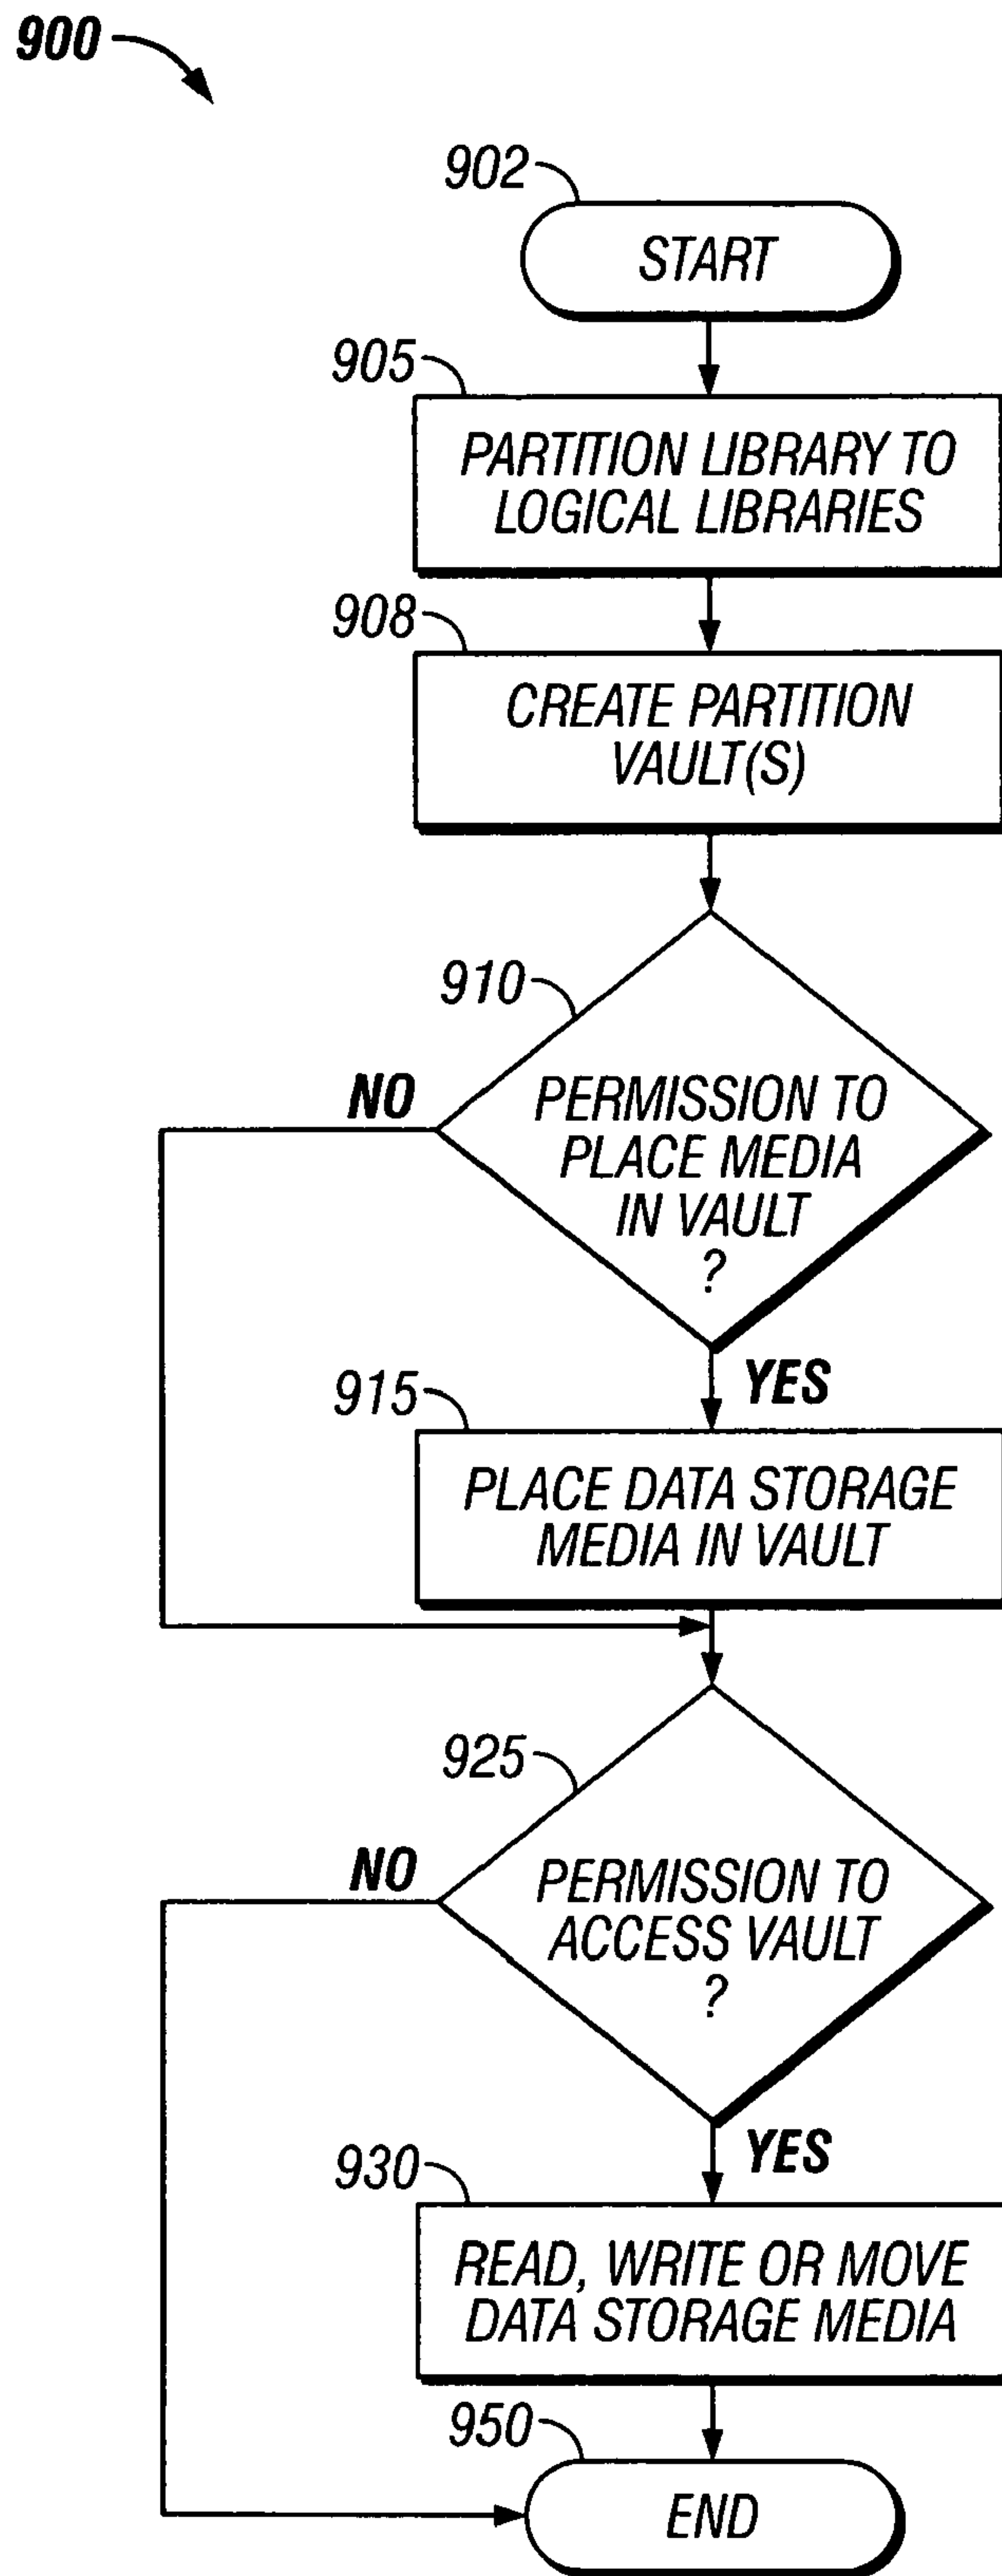 900
902
START
905
PARTITION LIBRARY TO
LOGICAL LIBRARIES
908
CREATE PARTITION
VAULT(S)
910
NO
PERMISSION TO
PLACE MEDIA
IN VAULT
?
YES
915
PLACE DATA STORAGE
MEDIA IN VAULT
925
NO
PERMISSION TO
ACCESS VAULT
?
YES
930
READ, WRITE OR MOVE
DATA STORAGE MEDIA
950
END